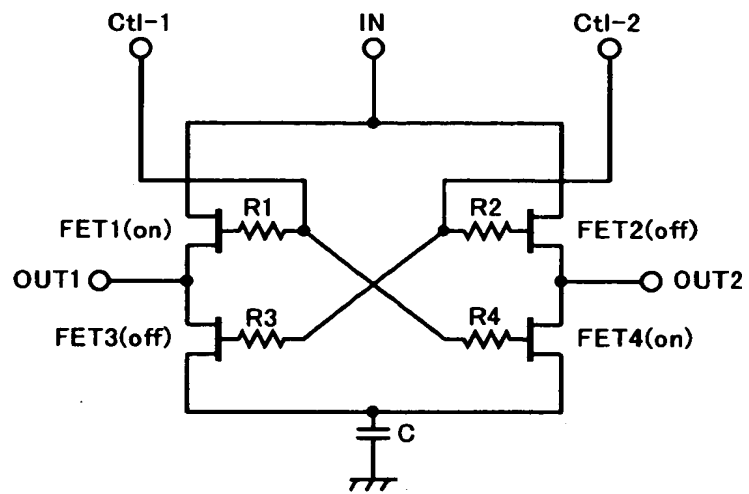 Ctl-1
IN
Ctl-2
R1
R2
FET1(on)
FET2(off)
OUT1
OUT2
R3
R4
FET3(off)
FET4(on)
C